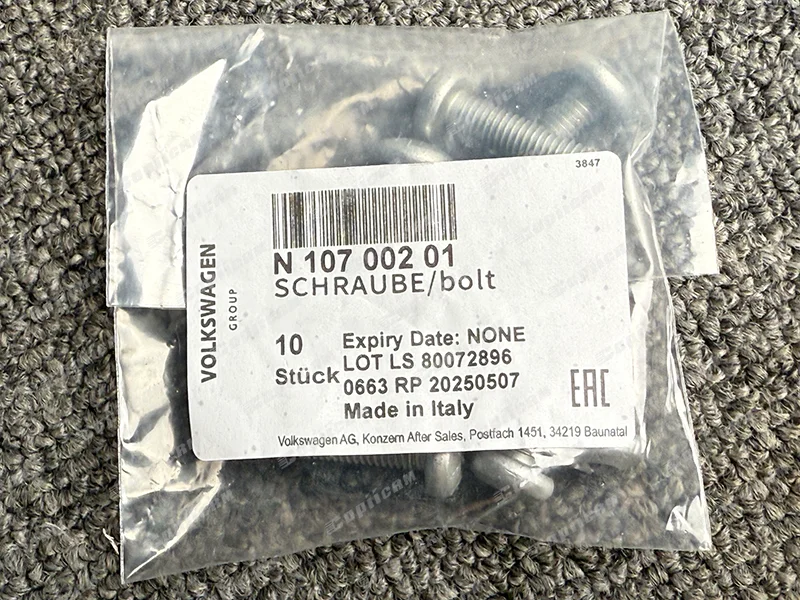 3847
N 107 002 01
SCHRAUBE/bolt
VOLKSWAGEN
GROUP
10
Stück
Expiry Date: NONE
LOT LS 80072896
0663 RP 20250507
Made in Italy
EAC
Volkswagen AG, Konzern After Sales, Postfach 1451, 34219 Baunatal